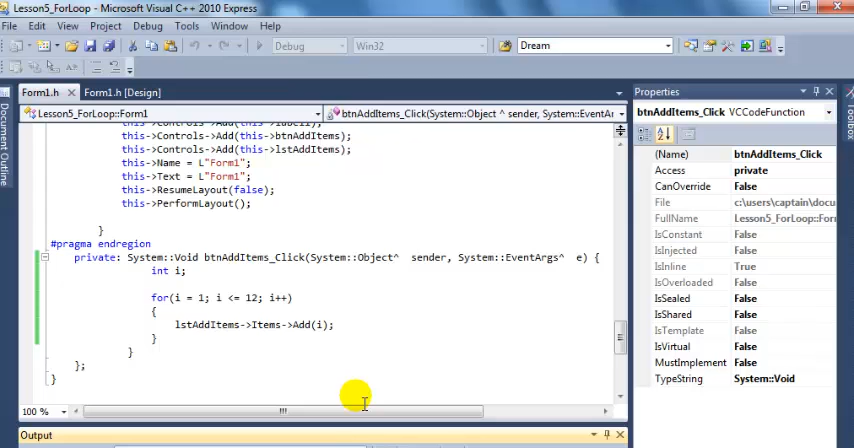 Lesson5_ForLoop - Microsoft Visual C++ 2010 Express
File Edit View Project Debug Tools Window Help
Debug Win32 Dream
Form1.h Form1.h [Design]
Lesson5_ForLoop::Form1 btnAddItems_Click(System::Object ^ sender, System::EventAr
this->Controls->Add(this->btnAddItems);
this->Controls->Add(this->lstAddItems);
this->Name = L"Form1";
this->Text = L"Form1";
this->ResumeLayout(false);
this->PerformLayout();
}
#pragma endregion
private: System::Void btnAddItems_Click(System::Object^ sender, System::EventArgs^ e) {
int i;
for(i = 1; i <= 12; i++)
{
lstAddItems->Items->Add(i);
}
}
};
}
100 %
Output
Document Outline
Properties
btnAddItems_Click VCCodeFunction
(Name) btnAddItems_Click
Access private
CanOverride False
File c:\users\captain\docu
FullName Lesson5_ForLoop::For
IsConstant False
IsInjected False
IsInline True
IsOverloaded False
IsSealed False
IsShared False
IsTemplate False
IsVirtual False
MustImplement False
TypeString System::Void
Toolbox